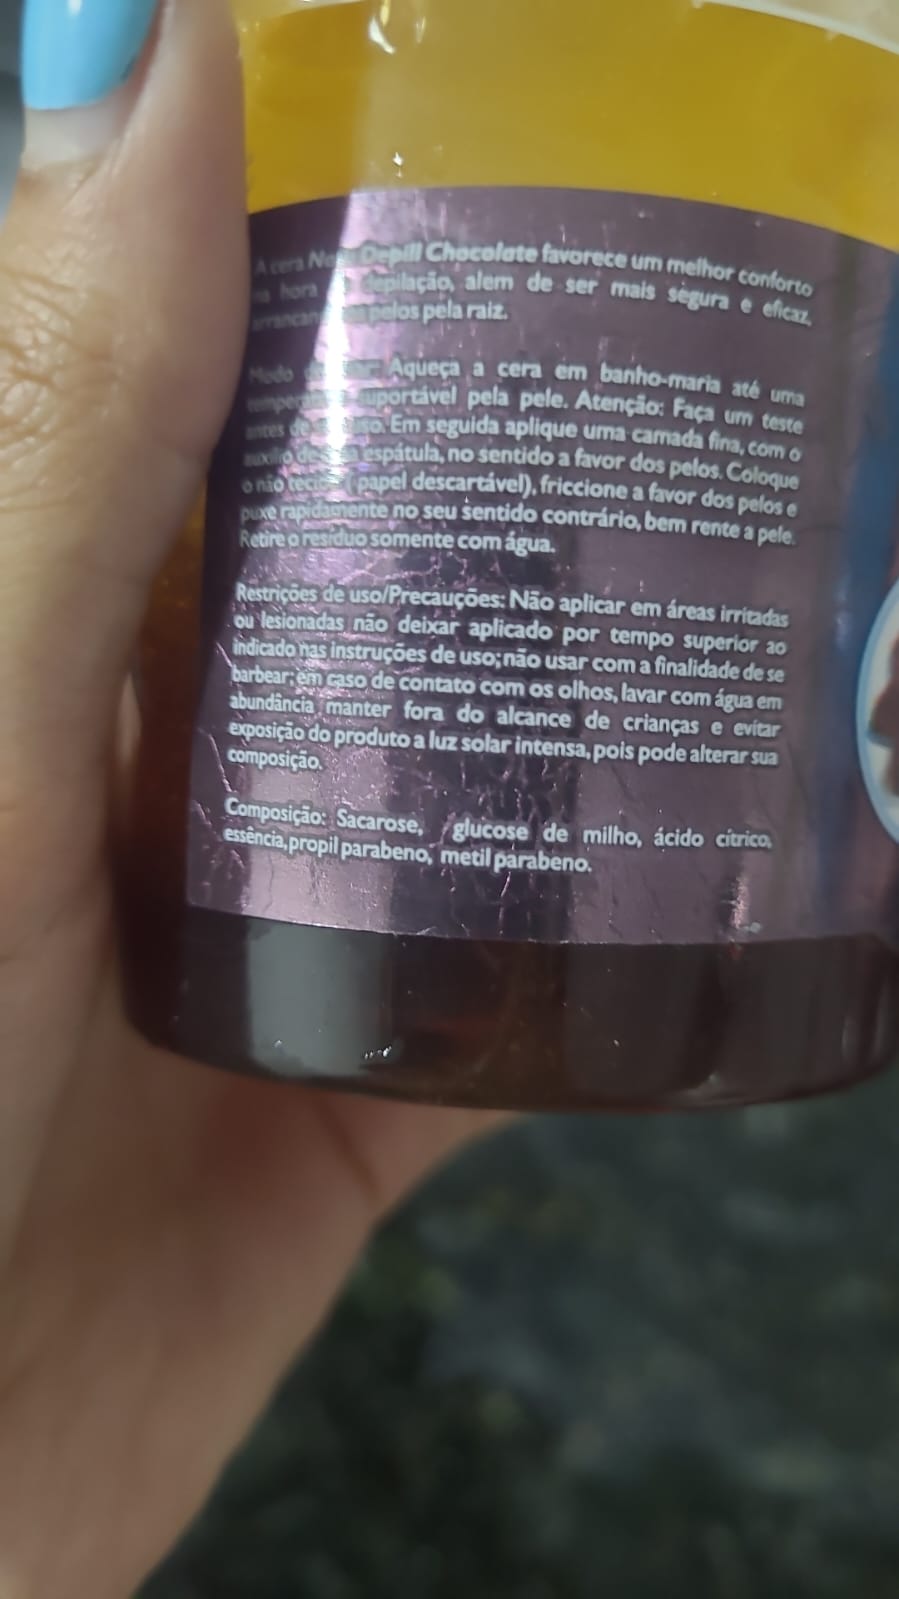 A cera Depill Chocolate favorece um melhor conforto
na hora depilação, alem de ser mais segura e eficaz,
pelos pela raiz.
Modo Aqueça a cera em banho-maria até uma
suportável pela pele. Atenção: Faça um teste
antes de uso. Em seguida aplique uma camada fina, com o
espátula, no sentido a favor dos pelos. Coloque
o não tecido ( papel descartável), friccione a favor dos pelos e
puxe rapidamente no seu sentido contrário, bem rente a pele.
Retire o resíduo somente com água.
Restrições de uso/Precauções: Não aplicar em áreas irritadas
ou lesionadas não deixar aplicado por tempo superior ao
indicado nas instruções de uso; não usar com a finalidade de se
barbear; em caso de contato com os olhos, lavar com água em
abundância manter fora do alcance de crianças e evitar
exposição do produto a luz solar intensa, pois pode alterar sua
composição.
Composição: Sacarose, glucose de milho, ácido cítrico,
essência, propil parabeno, metil parabeno.